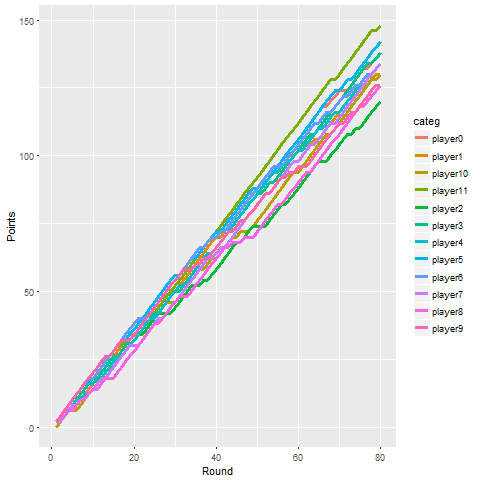 150
100
50
0
Points
0
20
40
60
80
Round
categ
player0
player1
player10
player11
player2
player3
player4
player5
player6
player7
player8
player9